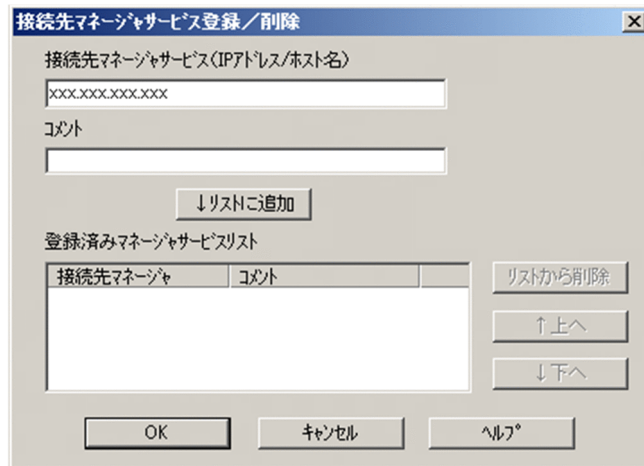 接続先ﾏﾈｰｼﾞｬｻｰﾋﾞｽ登録／削除
接続先ﾏﾈｰｼﾞｬｻｰﾋﾞｽ(IPｱﾄﾞﾚｽ/ﾎｽﾄ名)
xxx.xxx.xxx.xxx
ｺﾒﾝﾄ
↓ﾘｽﾄに追加
登録済みﾏﾈｰｼﾞｬｻｰﾋﾞｽﾘｽﾄ
接続先ﾏﾈｰｼﾞｬ ｺﾒﾝﾄ
ﾘｽﾄから削除
↑上へ
↓下へ
OK ｷｬﾝｾﾙ ﾍﾙﾌﾟ